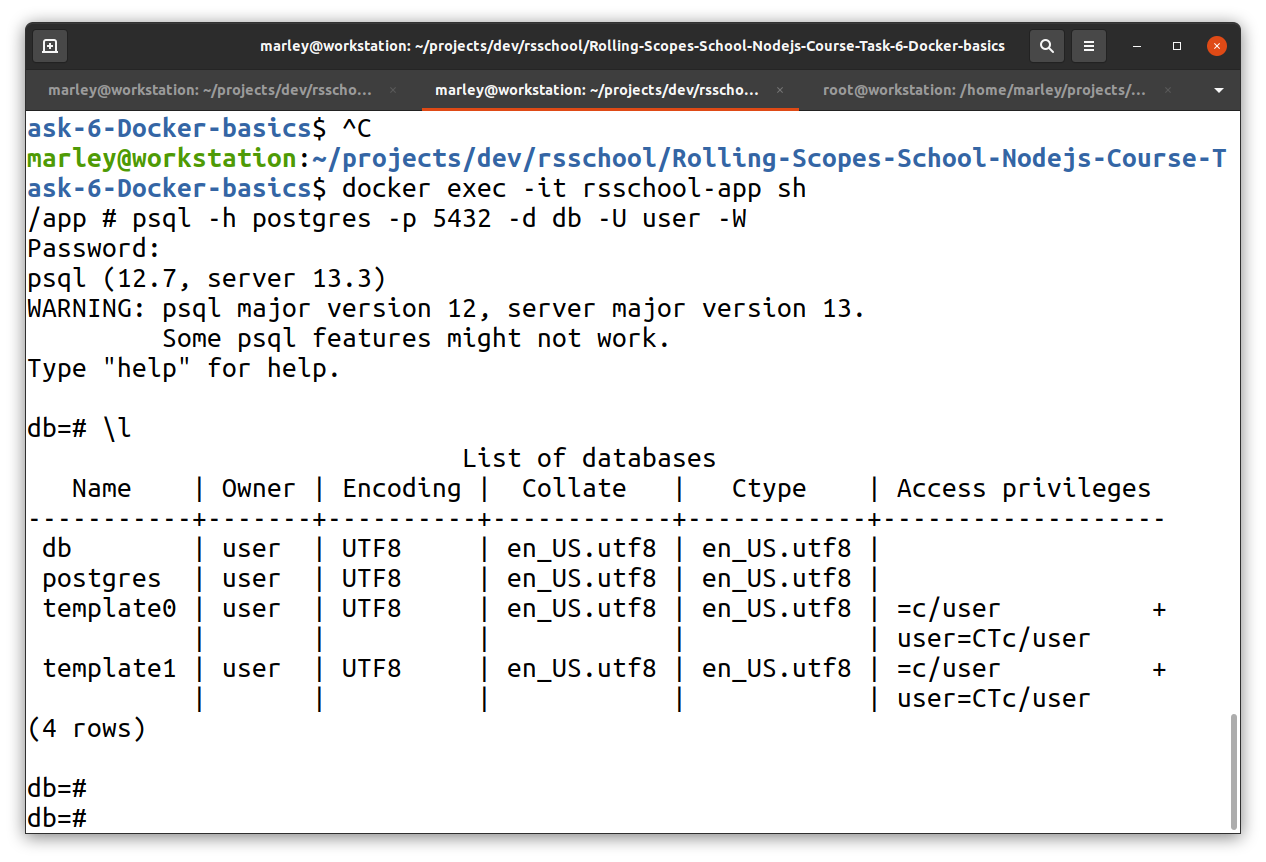 marley@workstation: ~/projects/dev/rsschool/Rolling-Scopes-School-Nodejs-Course-Task-6-Docker-basics
marley@workstation: ~/projects/dev/rsscho... × marley@workstation: ~/projects/dev/rsscho... × root@workstation: /home/marley/projects/... ×
ask-6-Docker-basics$ ^C
marley@workstation:~/projects/dev/rsschool/Rolling-Scopes-School-Nodejs-Course-T
ask-6-Docker-basics$ docker exec -it rsschool-app sh
/app # psql -h postgres -p 5432 -d db -U user -W
Password:
psql (12.7, server 13.3)
WARNING: psql major version 12, server major version 13.
         Some psql features might not work.
Type "help" for help.

db=# \l
                             List of databases
   Name    | Owner | Encoding |  Collate   |   Ctype    | Access privileges
-----------+-------+----------+------------+------------+-------------------
 db        | user  | UTF8     | en_US.utf8 | en_US.utf8 |
 postgres  | user  | UTF8     | en_US.utf8 | en_US.utf8 |
 template0 | user  | UTF8     | en_US.utf8 | en_US.utf8 | =c/user          +
           |       |          |            |            | user=CTc/user
 template1 | user  | UTF8     | en_US.utf8 | en_US.utf8 | =c/user          +
           |       |          |            |            | user=CTc/user
(4 rows)

db=#
db=#